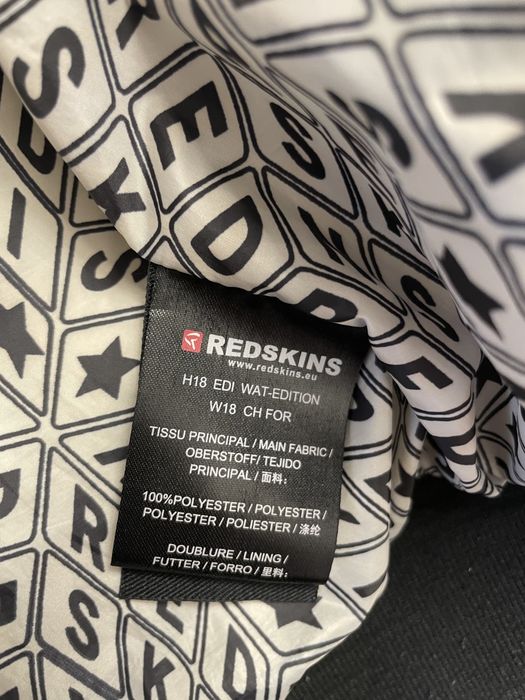 REDSKINS
www.redskins.eu
H18 EDI WAT-EDITION
W18 CH FOR
TISSU PRINCIPAL / MAIN FABRIC /
OBERSTOFF/ TEJIDO
PRINCIPAL / 面料:
100%POLYESTER / POLYESTER /
POLYESTER / POLIESTER / 涤纶
DOUBLURE / LINING /
FUTTER / FORRO / 里料: